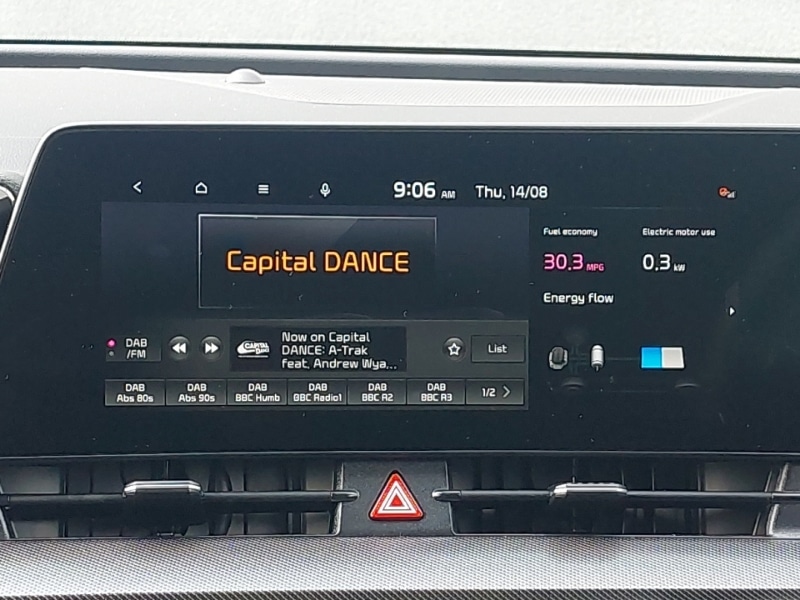 9:06 AM Thu, 14/08
Capital DANCE
Fuel economy
30.3 MPG
Electric motor use
0.3 kW
Energy flow
DAB
/FM
CAPITAL
DANCE
Now on Capital
DANCE: A-Trak
feat. Andrew Wya...
List
DAB
Abs 80s
DAB
Abs 90s
DAB
BBC Humb
DAB
BBC Radio1
DAB
BBC R2
DAB
BBC R3
1/2